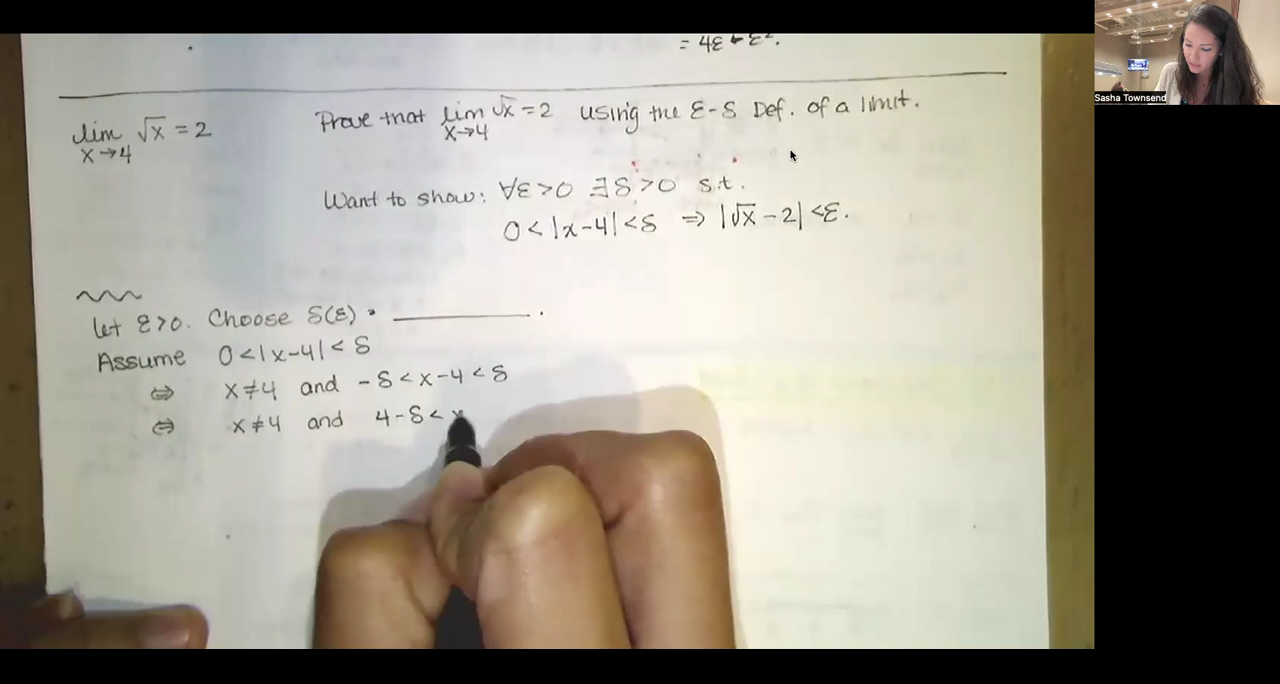 = 4ε - ε².
lim √x = 2
x→4
Prove that lim √x = 2 using the ε-δ Def. of a limit.
x→4
Want to show: ∀ε>0 ∃δ>0 s.t.
0<|x-4|<δ ⇒ |√x - 2|<ε.
Let ε>0. Choose δ(ε) = ________.
Assume 0<|x-4|<δ
⇔ x≠4 and -δ<x-4<δ
⇔ x≠4 and 4-δ<x
Sasha Townsend